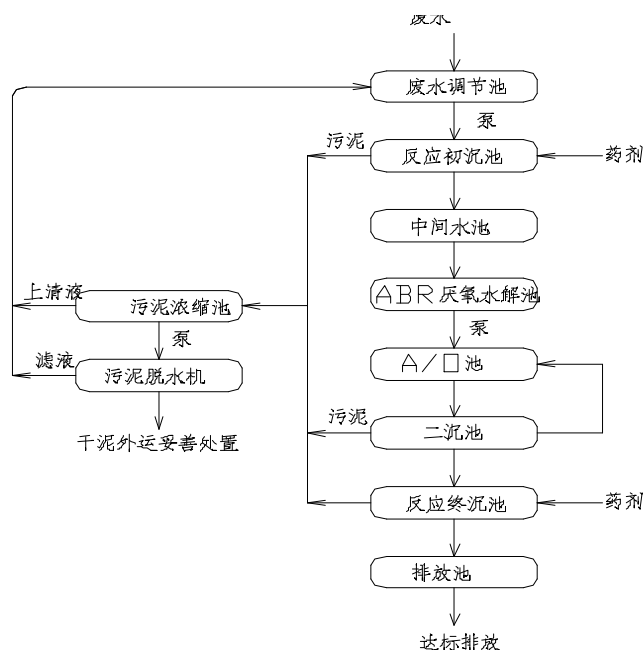 废水
废水调节池
泵
污泥
反应初沉池
药剂
中间水池
ABR厌氧水解池
上清液
污泥浓缩池
泵
泵
滤液
污泥脱水机
A/O池
污泥
二沉池
干泥外运妥善处置
反应终沉池
药剂
排放池
达标排放